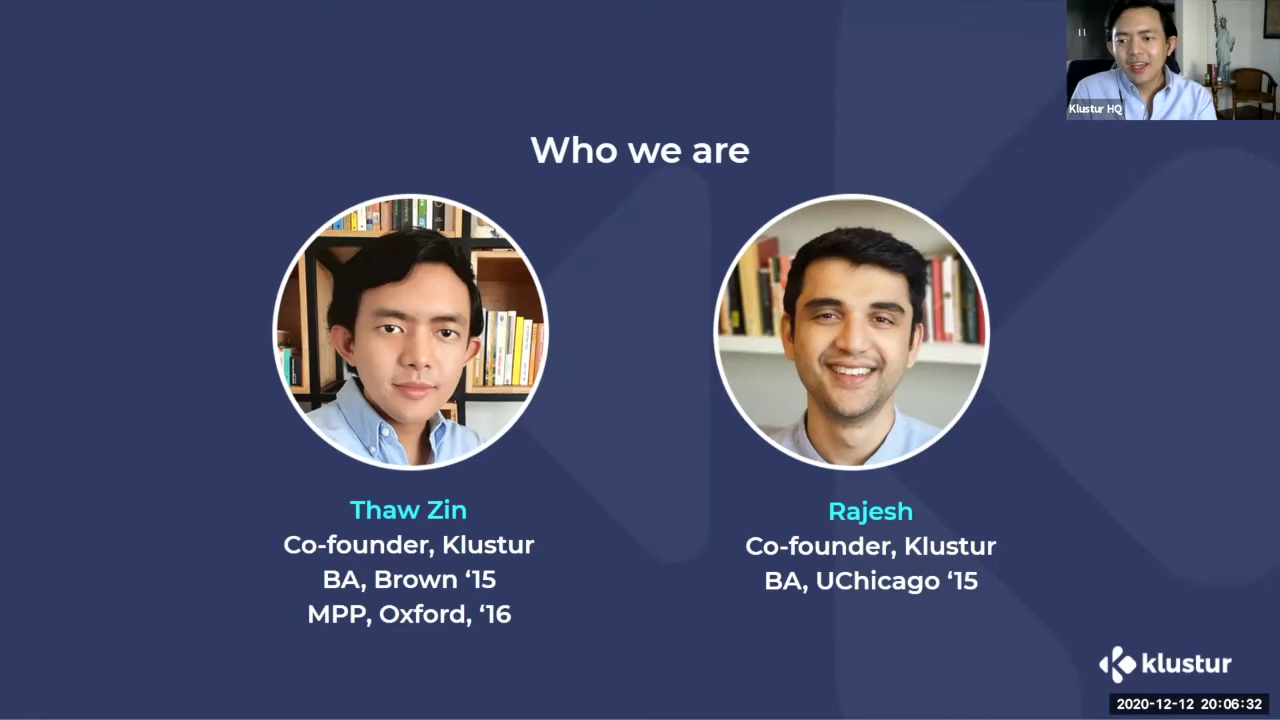 Klustur HQ
Who we are
Thaw Zin
Co-founder, Klustur
BA, Brown ‘15
MPP, Oxford, ‘16
Rajesh
Co-founder, Klustur
BA, UChicago ‘15
klustur
2020-12-12 20:06:32